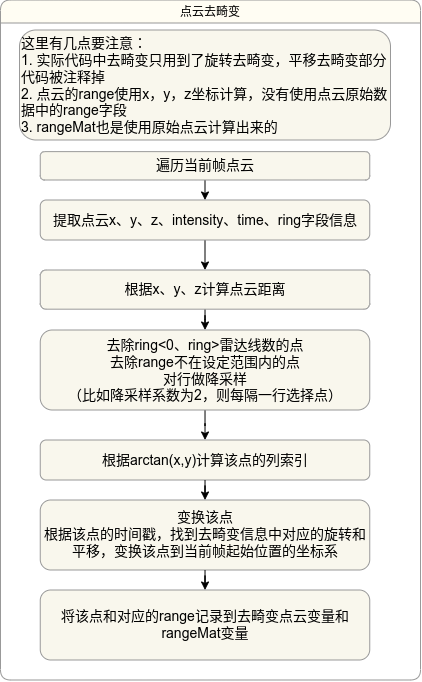 点云去畸变
这里有几点要注意：
1. 实际代码中去畸变只用到了旋转去畸变，平移去畸变部分
代码被注释掉
2. 点云的range使用x，y，z坐标计算，没有使用点云原始数
据中的range字段
3. rangeMat也是使用原始点云计算出来的
遍历当前帧点云
提取点云x、y、z、intensity、time、ring字段信息
根据x、y、z计算点云距离
去除ring<0、ring>雷达线数的点
去除range不在设定范围内的点
对行做降采样
（比如降采样系数为2，则每隔一行选择点）
根据arctan(x,y)计算该点的列索引
变换该点
根据该点的时间戳，找到去畸变信息中对应的旋转和
平移，变换该点到当前帧起始位置的坐标系
将该点和对应的range记录到去畸变点云变量和
rangeMat变量